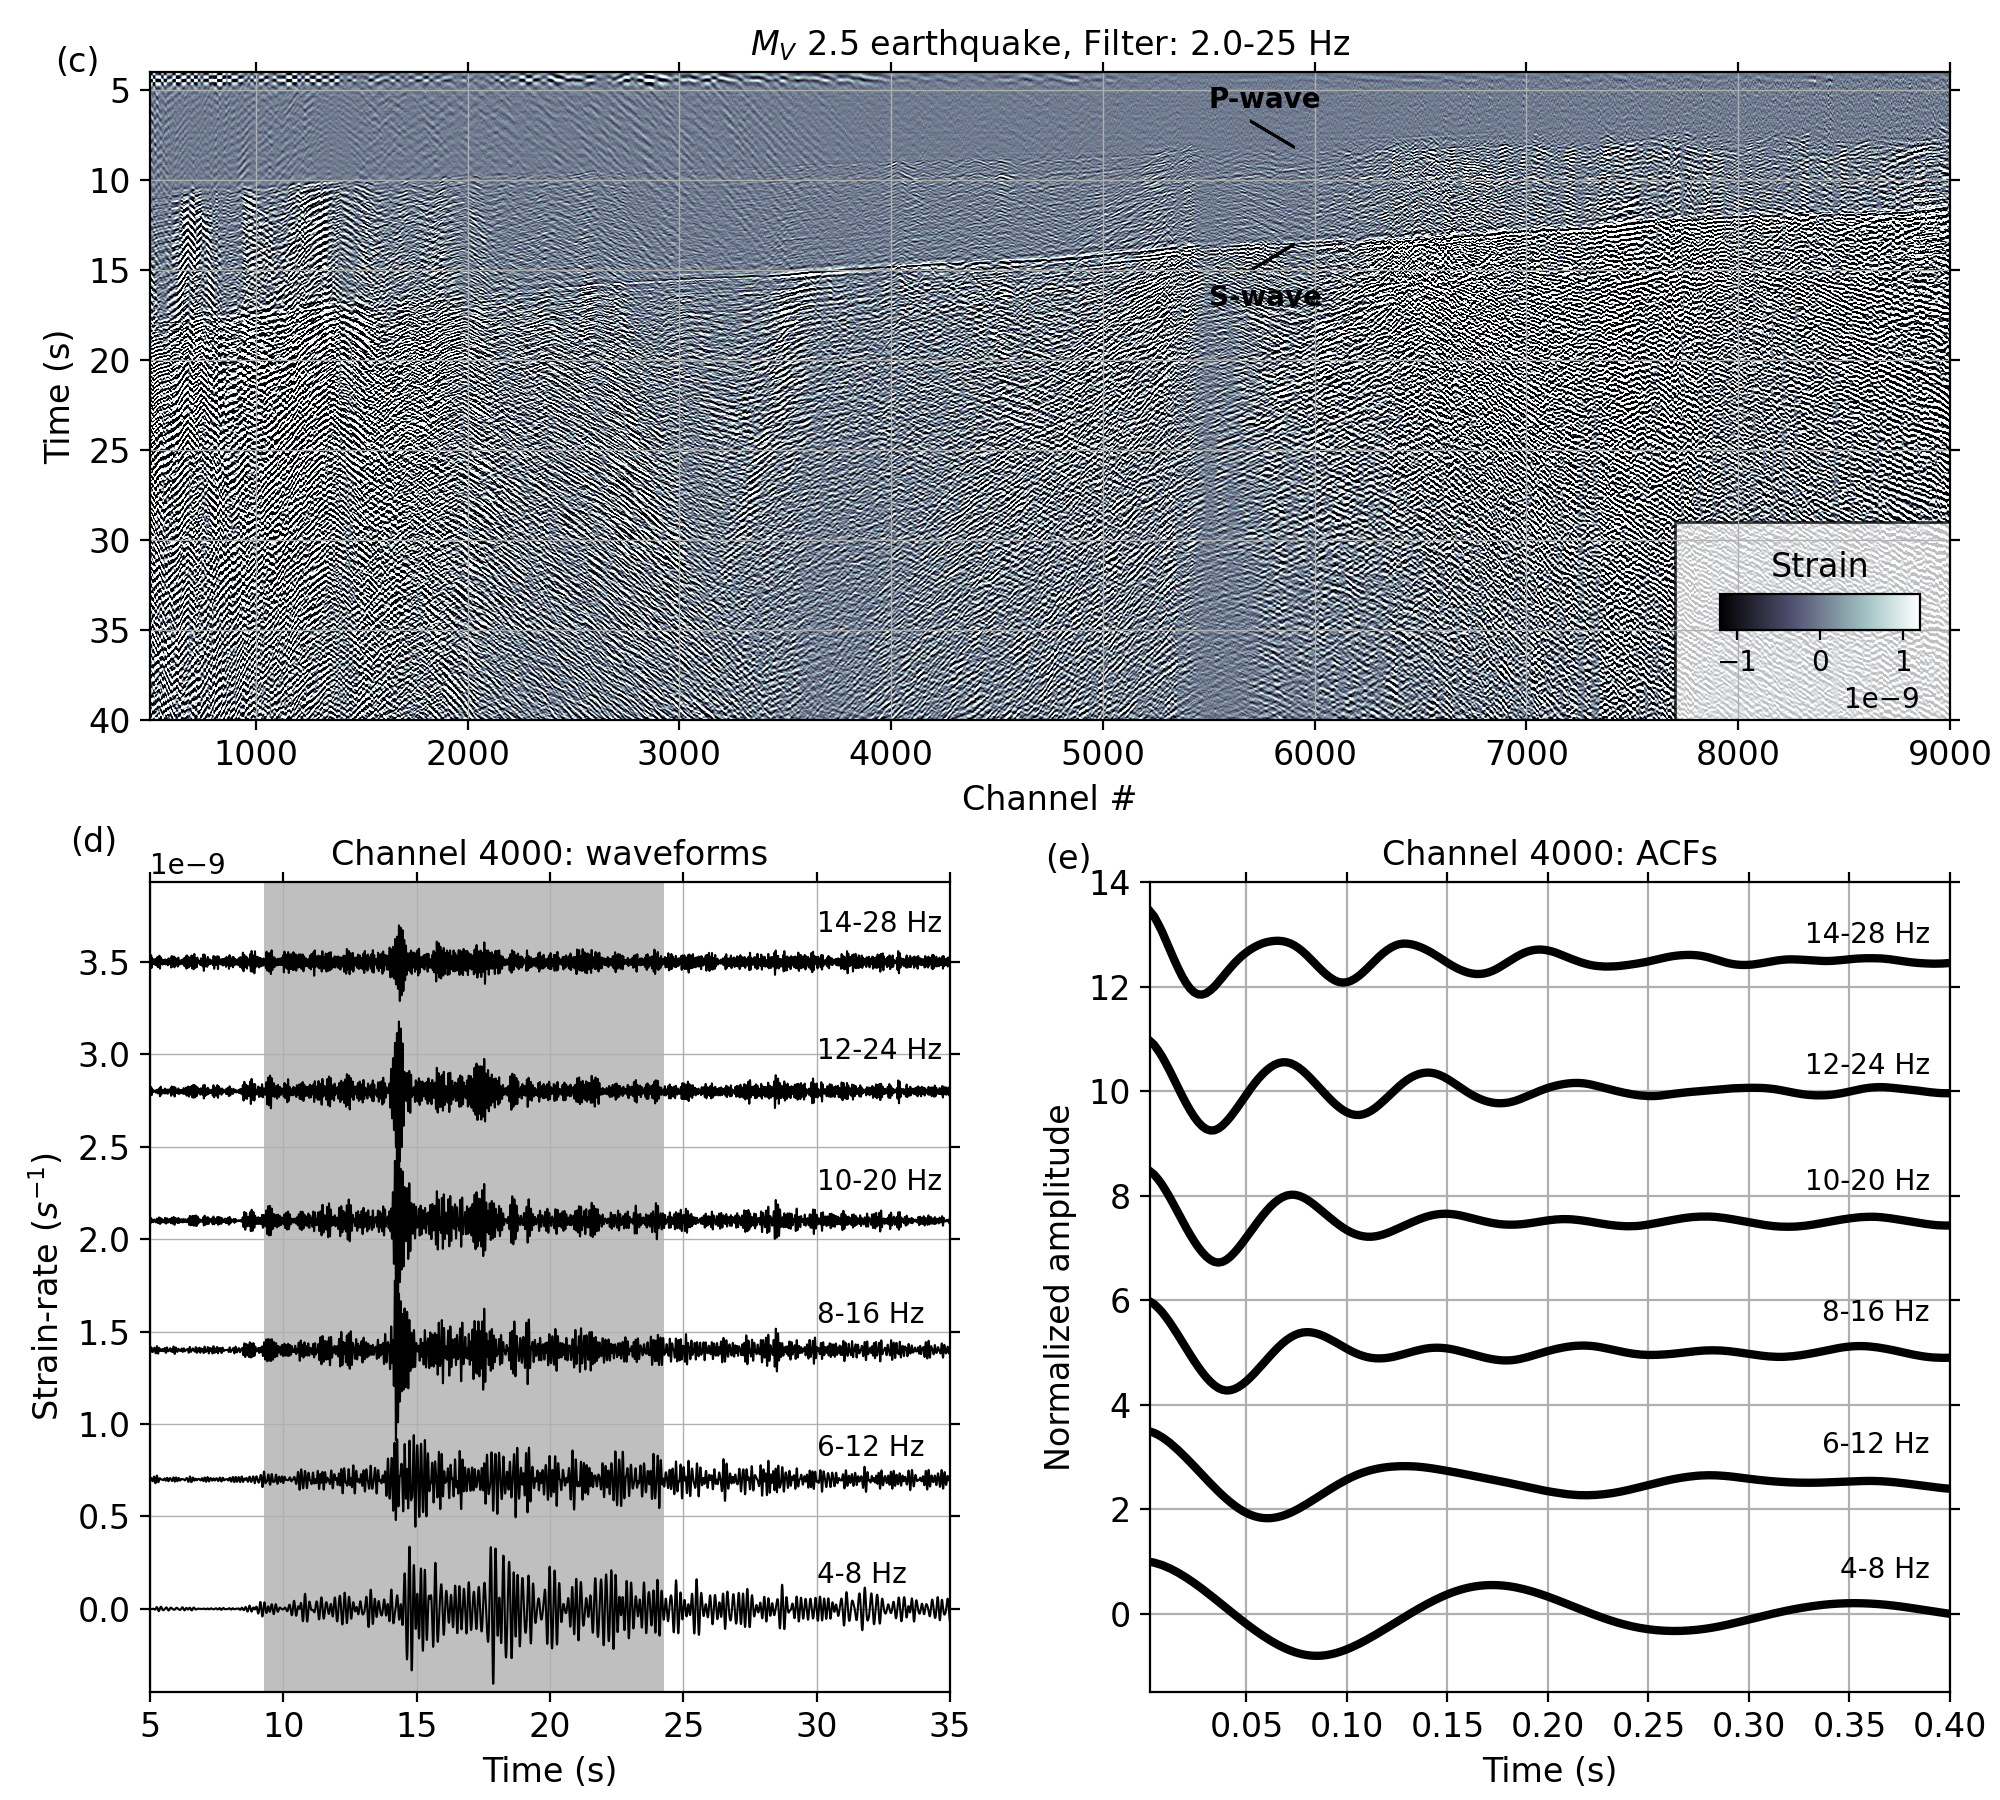 (c)
M_V 2.5 earthquake, Filter: 2.0-25 Hz
5
10
15
20
25
30
35
40
Time (s)
P-wave
S-wave
Strain
−1 0 1
1e−9
1000 2000 3000 4000 5000 6000 7000 8000 9000
Channel #
(d)
1e−9
Channel 4000: waveforms
14-28 Hz
12-24 Hz
10-20 Hz
8-16 Hz
6-12 Hz
4-8 Hz
3.5
3.0
2.5
2.0
1.5
1.0
0.5
0.0
Strain-rate (s⁻¹)
5 10 15 20 25 30 35
Time (s)
(e)
Channel 4000: ACFs
14
12
10
8
6
4
2
0
Normalized amplitude
14-28 Hz
12-24 Hz
10-20 Hz
8-16 Hz
6-12 Hz
4-8 Hz
0.05 0.10 0.15 0.20 0.25 0.30 0.35 0.40
Time (s)